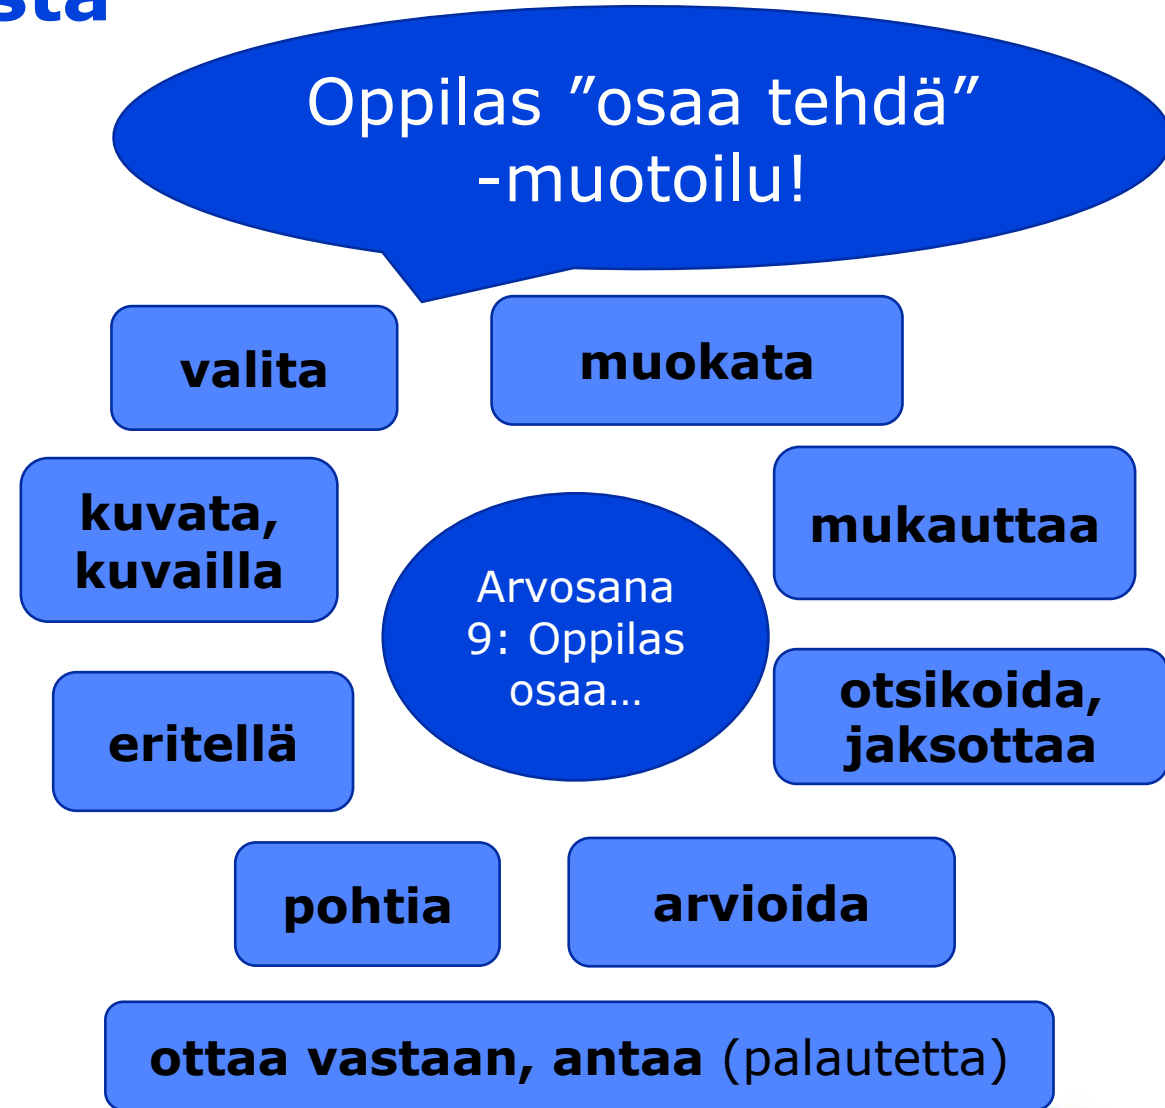 Oppilas ”osaa tehdä”
-muotoilu!
valita
muokata
kuvata,
kuvailla
mukauttaa
Arvosana
9: Oppilas
osaa…
eritellä
otsikoida,
jaksottaa
pohtia
arvioida
ottaa vastaan, antaa (palautetta)